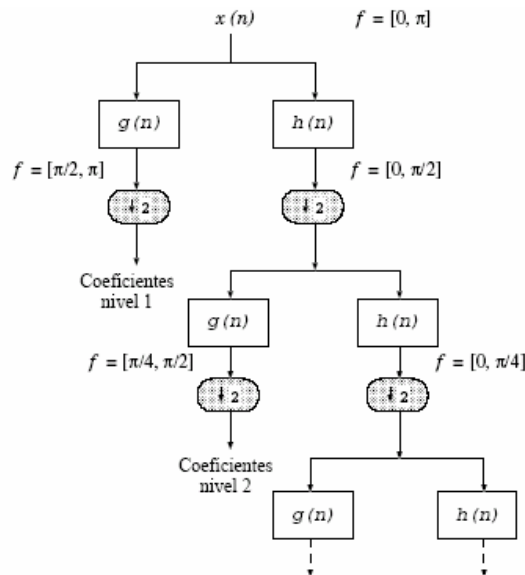 x (n) f = [0, π]
g (n) h (n)
f = [π/2, π] f = [0, π/2]
↓ 2 ↓ 2
Coeficientes
nivel 1
g (n) h (n)
f = [π/4, π/2] f = [0, π/4]
↓ 2 ↓ 2
Coeficientes
nivel 2
g (n) h (n)